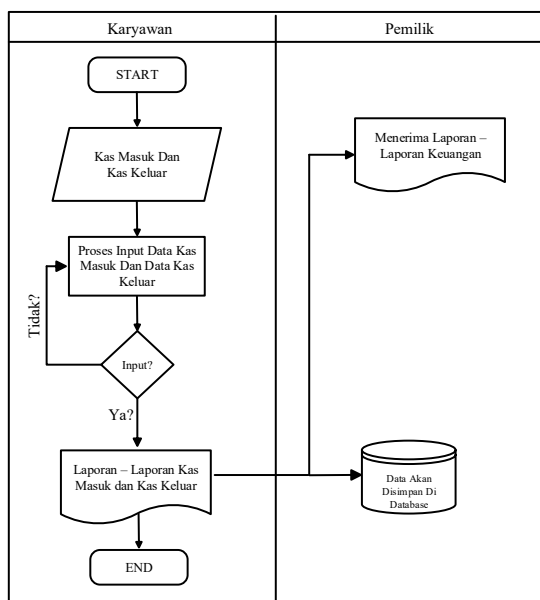 Karyawan
Pemilik
START
Kas Masuk Dan
Kas Keluar
Proses Input Data Kas
Masuk Dan Data Kas
Keluar
Tidak?
Input?
Ya?
Laporan – Laporan Kas
Masuk dan Kas Keluar
END
Menerima Laporan –
Laporan Keuangan
Data Akan
Disimpan Di
Database